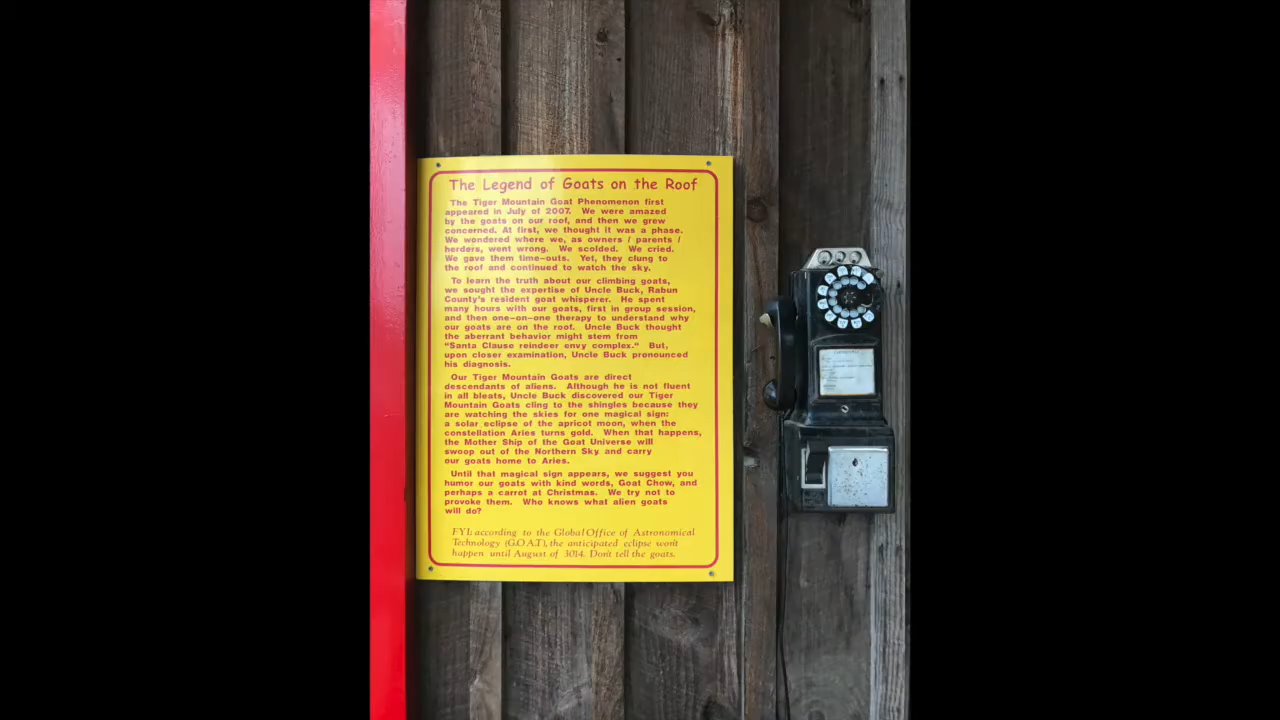 The Legend of Goats on the Roof
The Tiger Mountain Goat Phenomenon first
appeared in July of 2007. We were amazed
by the goats on our roof, and then we grew
concerned. At first, we thought it was a phase.
We wondered where we, as owners / parents /
herders, went wrong. We scolded. We cried.
We gave them time-outs. Yet, they clung to
the roof and continued to watch the sky.
To learn the truth about our climbing goats,
we sought the expertise of Uncle Buck, Rabun
County's resident goat whisperer. He spent
many hours with our goats, first in group session,
and then one-on-one therapy to understand why
our goats are on the roof. Uncle Buck thought
the aberrant behavior might stem from
"Santa Clause reindeer envy complex." But,
upon closer examination, Uncle Buck pronounced
his diagnosis.
Our Tiger Mountain Goats are direct
descendants of aliens. Although he is not fluent
in all bleats, Uncle Buck discovered our Tiger
Mountain Goats cling to the shingles because they
are watching the skies for one magical sign:
a solar eclipse of the apricot moon, when the
constellation Aries turns gold. When that happens,
the Mother Ship of the Goat Universe will
swoop out of the Northern Sky and carry
our goats home to Aries.
Until that magical sign appears, we suggest you
humor our goats with kind words, Goat Chow, and
perhaps a carrot at Christmas. We try not to
provoke them. Who knows what alien goats
will do?
FYI: according to the Global Office of Astronomical
Technology (G.O.A.T), the anticipated eclipse won't
happen until August of 3014. Don't tell the goats.